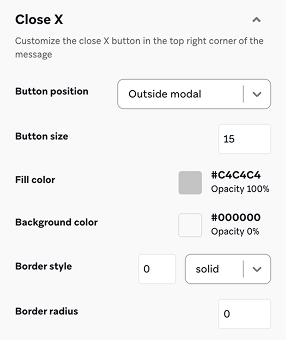 Close X
Customize the close X button in the top right corner of the
message
Button position
Outside modal
Button size
15
Fill color
#C4C4C4
Opacity 100%
Background color
#000000
Opacity 0%
Border style
0
solid
Border radius
0